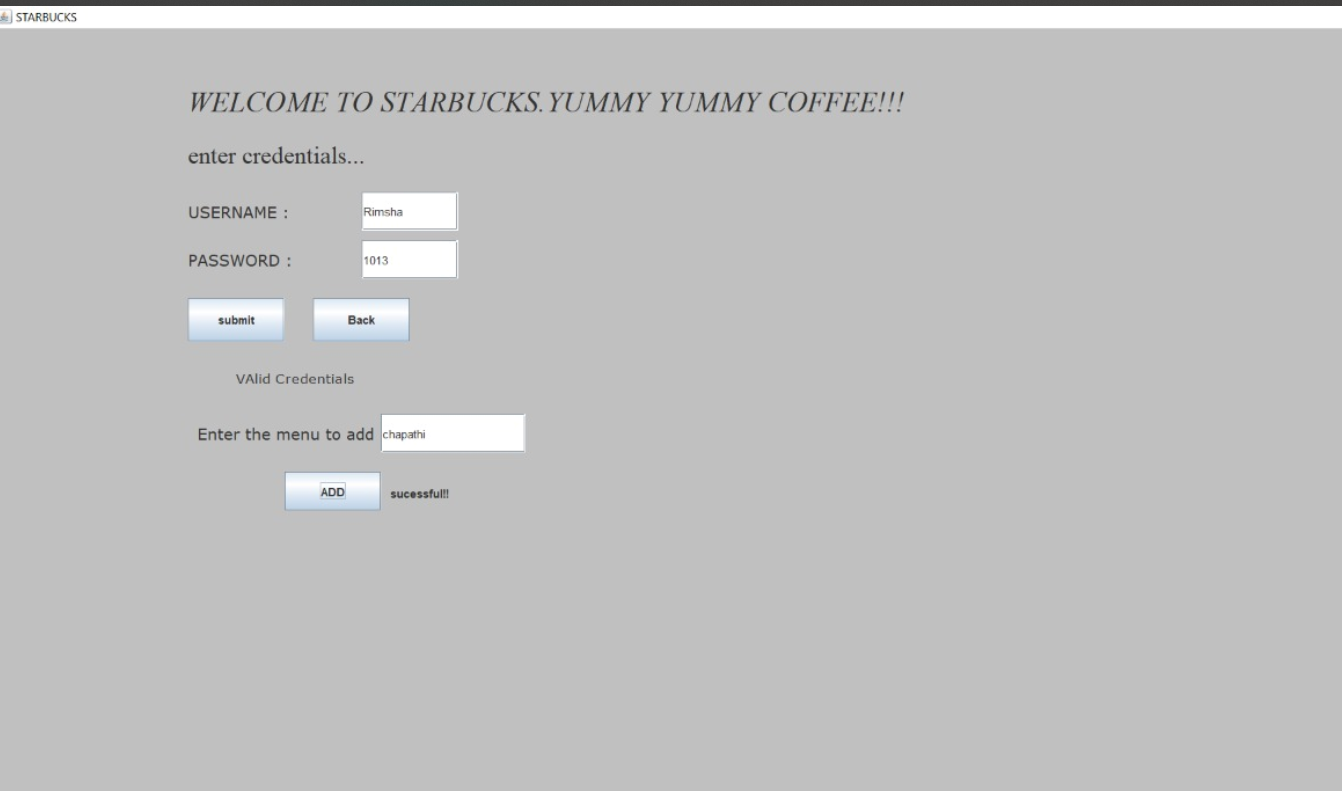 STARBUCKS
WELCOME TO STARBUCKS.YUMMY YUMMY COFFEE!!!
enter credentials...
USERNAME : Rimsha
PASSWORD : 1013
submit Back
VAlid Credentials
Enter the menu to add chapathi
ADD sucessful!!